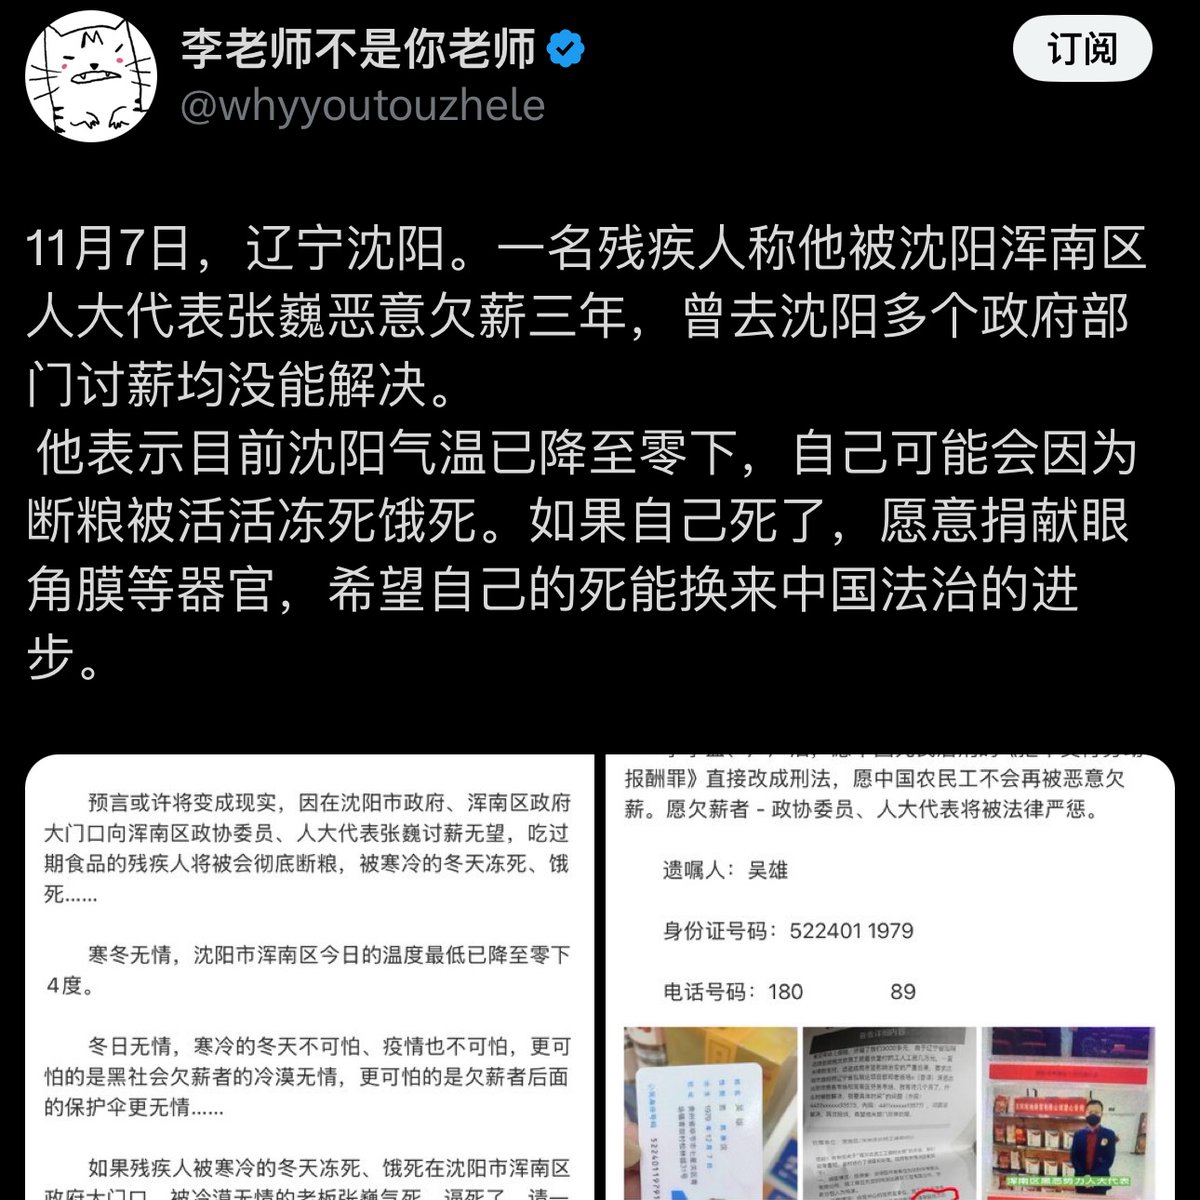 李老师不是你老师
订阅
@whyyoutouzhele
11月7日，辽宁沈阳。一名残疾人称他被沈阳浑南区
人大代表张巍恶意欠薪三年，曾去沈阳多个政府部
门讨薪均没能解决。
他表示目前沈阳气温已降至零下，自己可能会因为
断粮被活活冻死饿死。如果自己死了，愿意捐献眼
角膜等器官，希望自己的死能换来中国法治的进
步。
预言或许将变成现实，因在沈阳市政府、浑南区政府
大门口向浑南区政协委员、人大代表张巍讨薪无望，吃过
期食品的残疾人将被会彻底断粮，被寒冷的冬天冻死、饿
死……
寒冬无情，沈阳市浑南区今日的温度最低已降至零下
4度。
冬日无情，寒冷的冬天不可怕、疫情也不可怕，更可
怕的是黑社会欠薪者的冷漠无情，更可怕的是欠薪者后面
的保护伞更无情……
如果残疾人被寒冷的冬天冻死、饿死在沈阳市浑南区
政府大门口，被冷漠无情的老板张巍气死、逼死了，请一
报酬罪》直接改成刑法，愿中国农民工不会再被恶意欠
薪。愿欠薪者－政协委员、人大代表将被法律严惩。
遗嘱人：吴雄
身份证号码：522401 1979
电话号码：180 89
浑南区黑恶势力人大代表